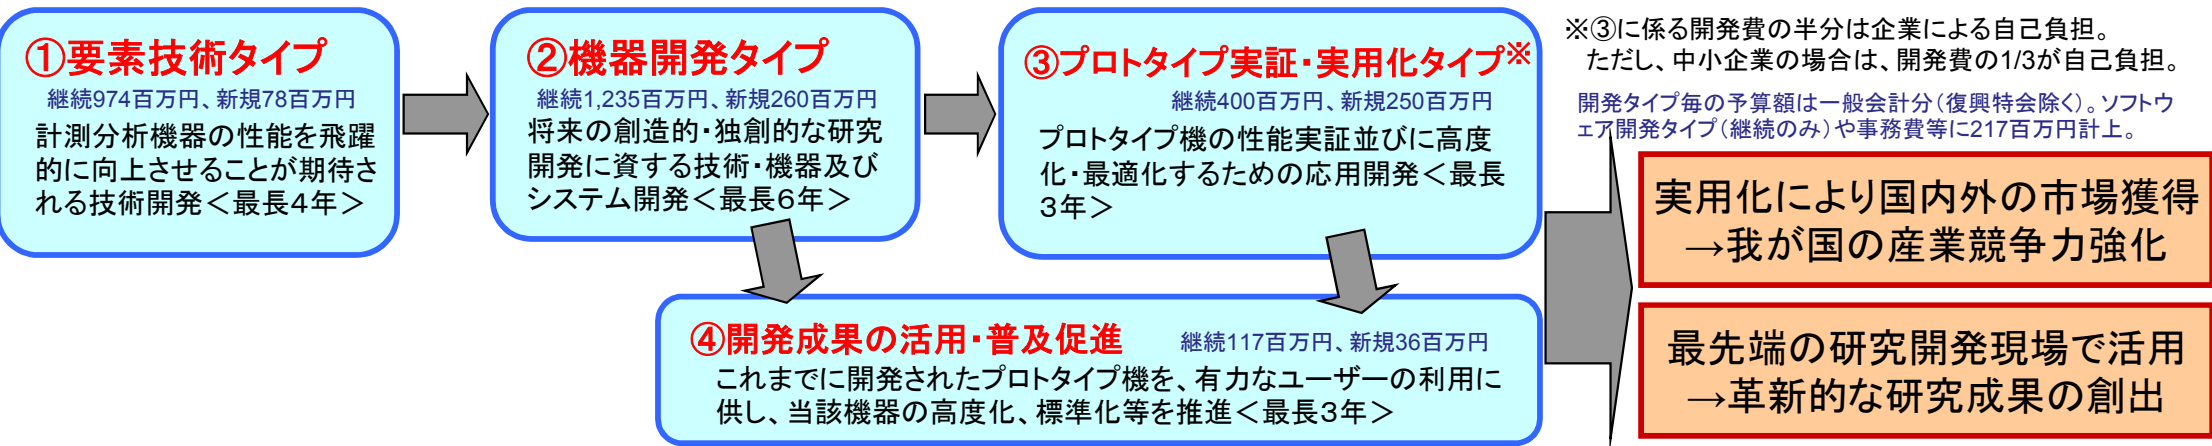 ①要素技術タイプ
継続974百万円、新規78百万円
計測分析機器の性能を飛躍
的に向上させることが期待さ
れる技術開発＜最長４年＞
②機器開発タイプ
継続1,235百万円、新規260百万円
将来の創造的・独創的な研究
開発に資する技術・機器及び
システム開発＜最長６年＞
③プロトタイプ実証・実用化タイプ※
継続400百万円、新規250百万円
プロトタイプ機の性能実証並びに高度
化・最適化するための応用開発＜最長
３年＞
※③に係る開発費の半分は企業による自己負担。
ただし、中小企業の場合は、開発費の1/3が自己負担。
開発タイプ毎の予算額は一般会計分（復興特会除く）。ソフトウ
ェア開発タイプ（継続のみ）や事務費等に217百万円計上。
④開発成果の活用・普及促進
継続117百万円、新規36百万円
これまでに開発されたプロトタイプ機を、有力なユーザーの利用に
供し、当該機器の高度化、標準化等を推進＜最長３年＞
実用化により国内外の市場獲得
→我が国の産業競争力強化
最先端の研究開発現場で活用
→革新的な研究成果の創出